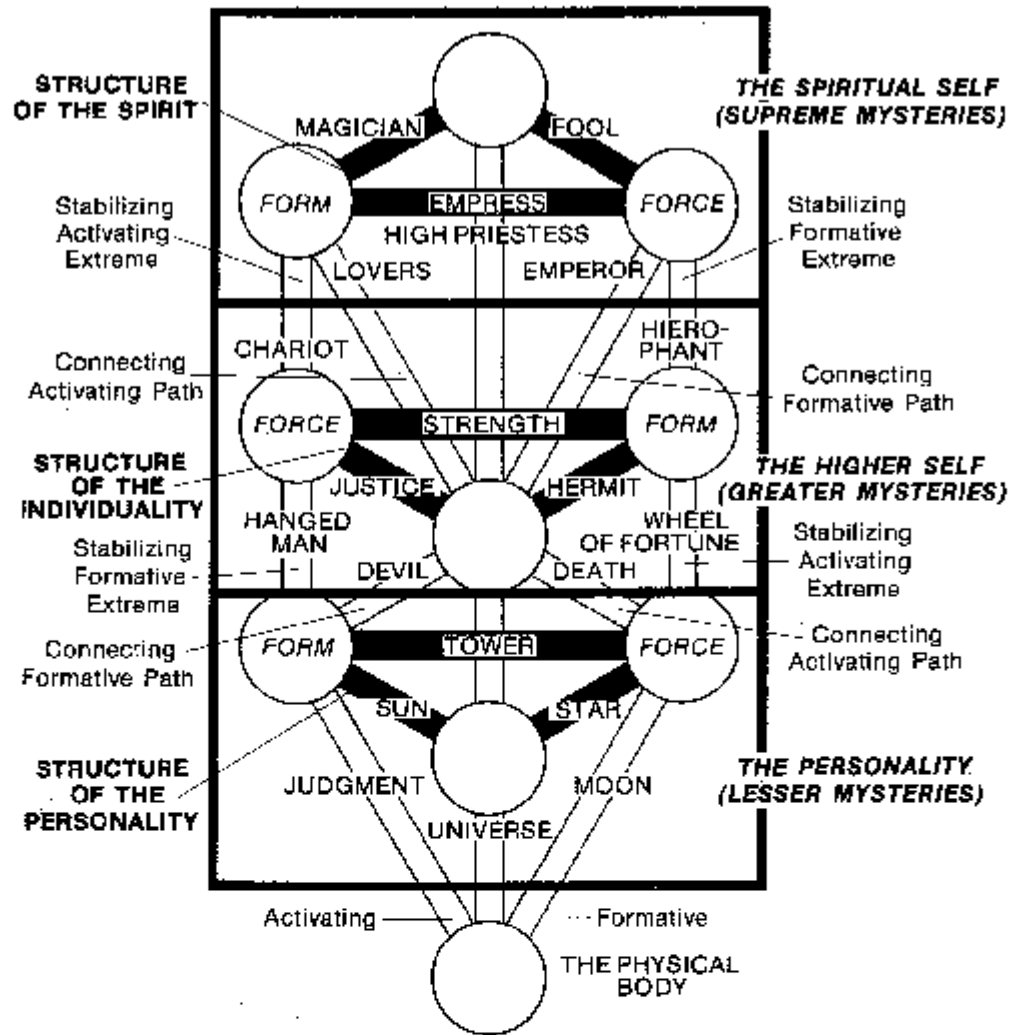 STRUCTURE
OF THE SPIRIT
THE SPIRITUAL SELF
(SUPREME MYSTERIES)
MAGICIAN
FOOL
FORM
EMPRESS
FORCE
HIGH PRIESTESS
Stabilizing
Activating
Extreme
Stabilizing
Formative
Extreme
LOVERS
EMPEROR
CHARIOT
HIERO-
PHANT
Connecting
Activating Path
Connecting
Formative Path
FORCE
STRENGTH
FORM
STRUCTURE
OF THE
INDIVIDUALITY
THE HIGHER SELF
(GREATER MYSTERIES)
JUSTICE
HERMIT
HANGED
MAN
WHEEL
OF FORTUNE
Stabilizing
Formative
Extreme
Stabilizing
Activating
Extreme
DEVIL
DEATH
Connecting
Formative Path
Connecting
Activating Path
FORM
TOWER
FORCE
SUN
STAR
STRUCTURE
OF THE
PERSONALITY
THE PERSONALITY
(LESSER MYSTERIES)
JUDGMENT
MOON
UNIVERSE
Activating
Formative
THE PHYSICAL
BODY